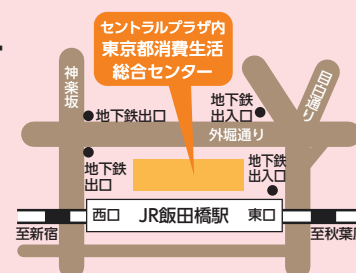 セントラルプラザ内
東京都消費生活
総合センター
神楽坂
目白通り
地下鉄出口
地下鉄
出入口
外堀通り
地下鉄
出口
地下鉄
出入口
西口
JR飯田橋駅
東口
至新宿
至秋葉原